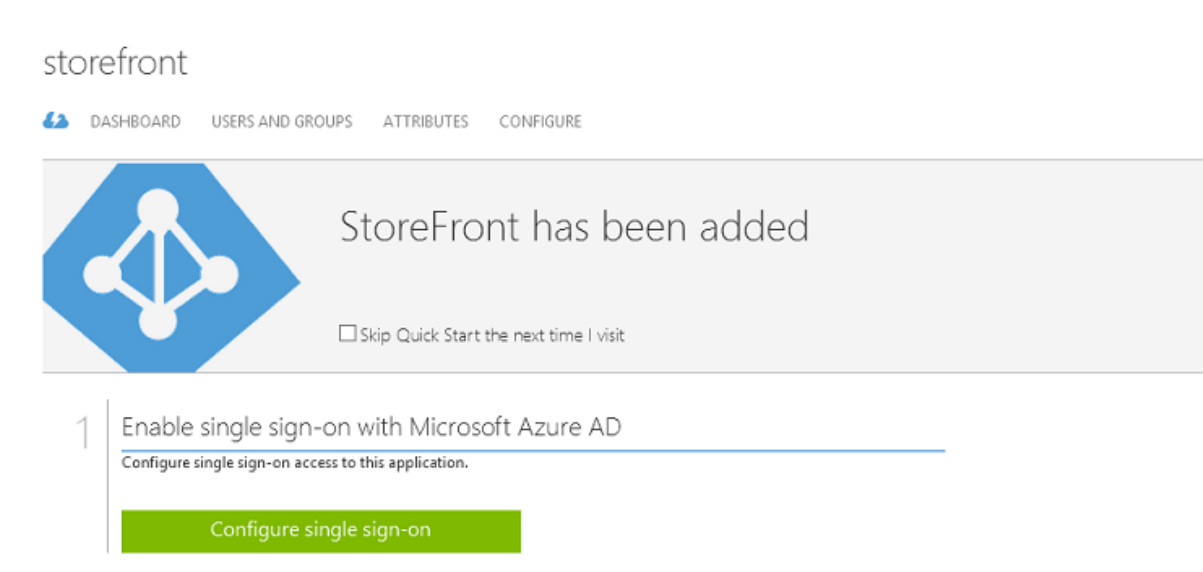 storefront
DASHBOARD USERS AND GROUPS ATTRIBUTES CONFIGURE
StoreFront has been added
Skip Quick Start the next time I visit
1 Enable single sign-on with Microsoft Azure AD
Configure single sign-on access to this application.
Configure single sign-on